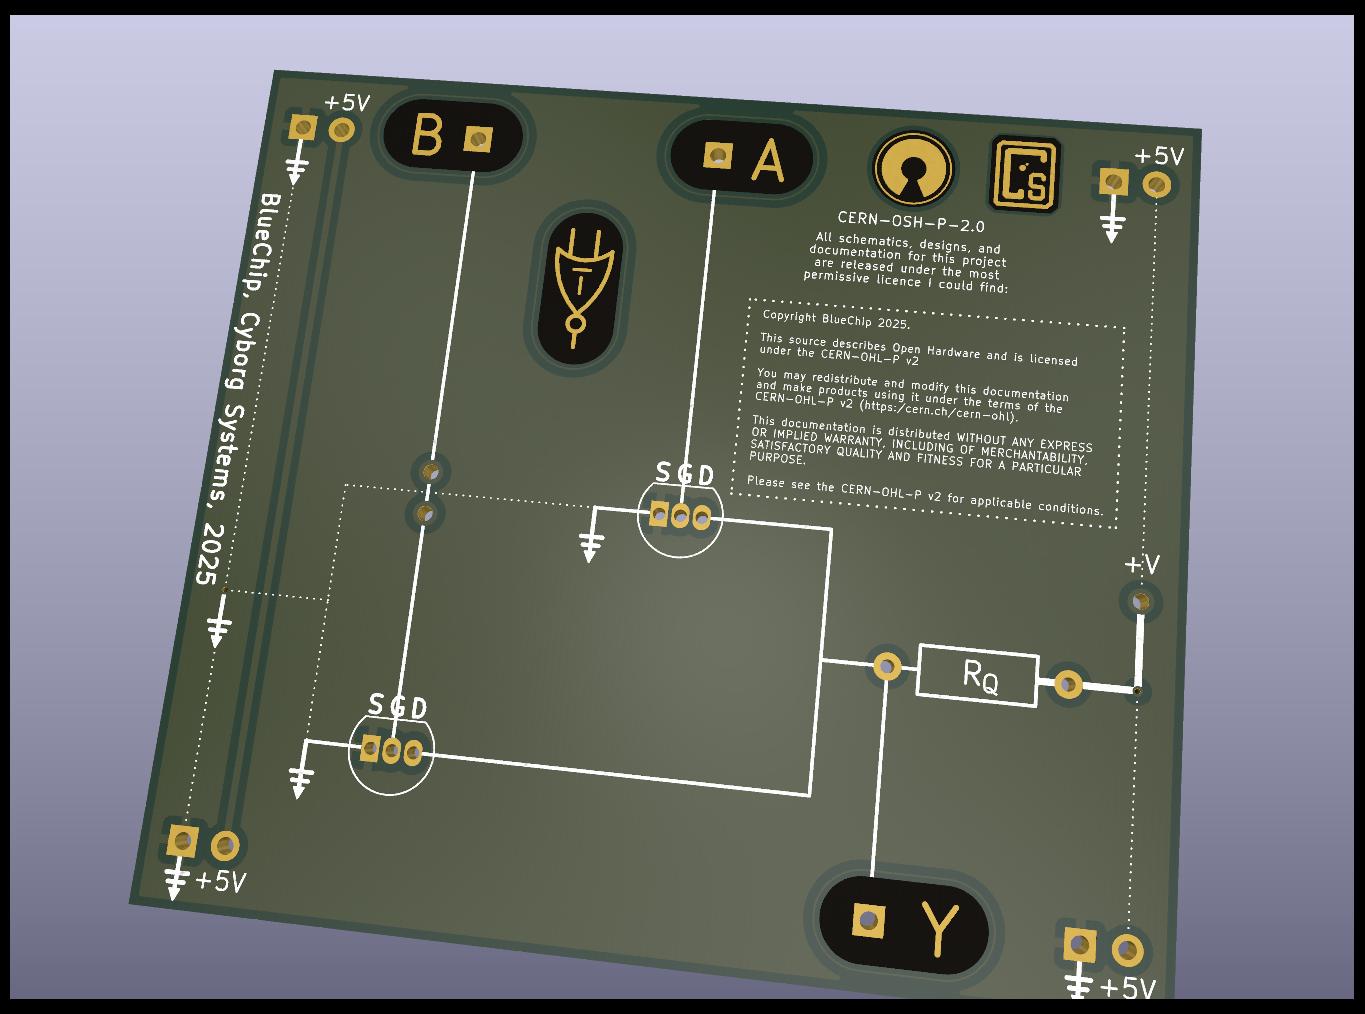 +5V
B
A
+5V
CERN-OSH-P-2.0
All schematics, designs, and
documentation for this project
are released under the most
permissive licence I could find:
Copyright BlueChip 2025.
This source describes Open Hardware and is licensed
under the CERN-OHL-P v2
You may redistribute and modify this documentation
and make products using it under the terms of the
CERN-OHL-P v2 (https:/cern.ch/cern-ohl).
This documentation is distributed WITHOUT ANY EXPRESS
OR IMPLIED WARRANTY, INCLUDING OF MERCHANTABILITY,
SATISFACTORY QUALITY AND FITNESS FOR A PARTICULAR
PURPOSE.
Please see the CERN-OHL-P v2 for applicable conditions.
BlueChip, Cyborg Systems, 2025
S G D
+V
RQ
S G D
+5V
Y
+5V